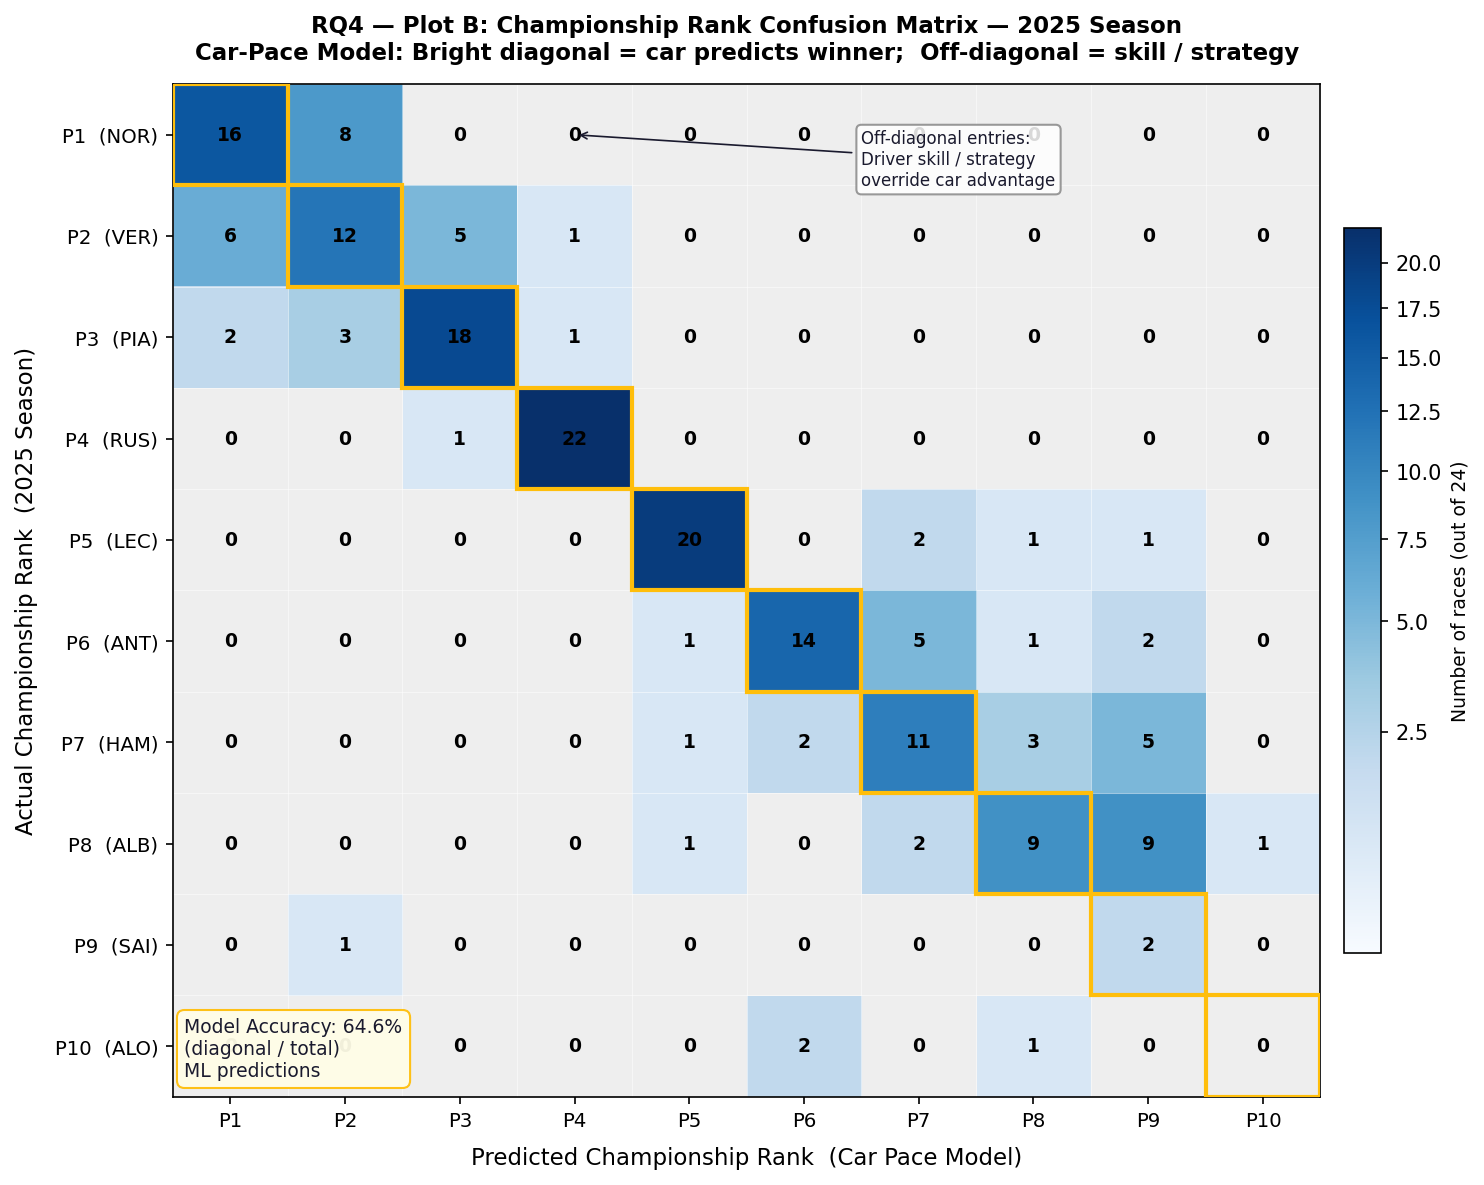 RQ4 — Plot B: Championship Rank Confusion Matrix — 2025 Season
Car-Pace Model: Bright diagonal = car predicts winner;  Off-diagonal = skill / strategy
Actual Championship Rank  (2025 Season)
P1  (NOR) 16 8 0 0 0 0 0 0 0 0
Off-diagonal entries:
Driver skill / strategy
override car advantage
P2  (VER) 6 12 5 1 0 0 0 0 0 0
P3  (PIA) 2 3 18 1 0 0 0 0 0 0
P4  (RUS) 0 0 1 22 0 0 0 0 0 0
P5  (LEC) 0 0 0 0 20 0 2 1 1 0
P6  (ANT) 0 0 0 0 1 14 5 1 2 0
P7  (HAM) 0 0 0 0 1 2 11 3 5 0
P8  (ALB) 0 0 0 0 1 0 2 9 9 1
P9  (SAI) 0 1 0 0 0 0 0 0 2 0
P10  (ALO) 0 0 0 0 0 2 0 1 0 0
Model Accuracy: 64.6%
(diagonal / total)
ML predictions
P1 P2 P3 P4 P5 P6 P7 P8 P9 P10
Predicted Championship Rank  (Car Pace Model)
20.0
17.5
15.0
12.5
10.0
7.5
5.0
2.5
Number of races (out of 24)